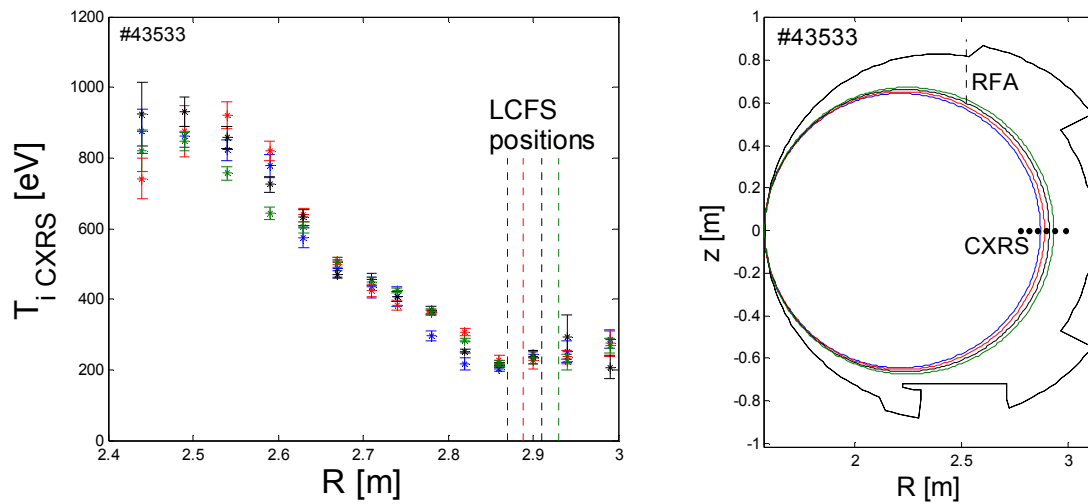 #43533
1200
1000
800
600
400
200
0
T i CXRS [eV]
LCFS
positions
2.4 2.5 2.6 2.7 2.8 2.9 3
R [m]
#43533
1
0.8
0.6
0.4
0.2
0
-0.2
-0.4
-0.6
-0.8
-1
z [m]
RFA
CXRS
2 2.5 3
R [m]